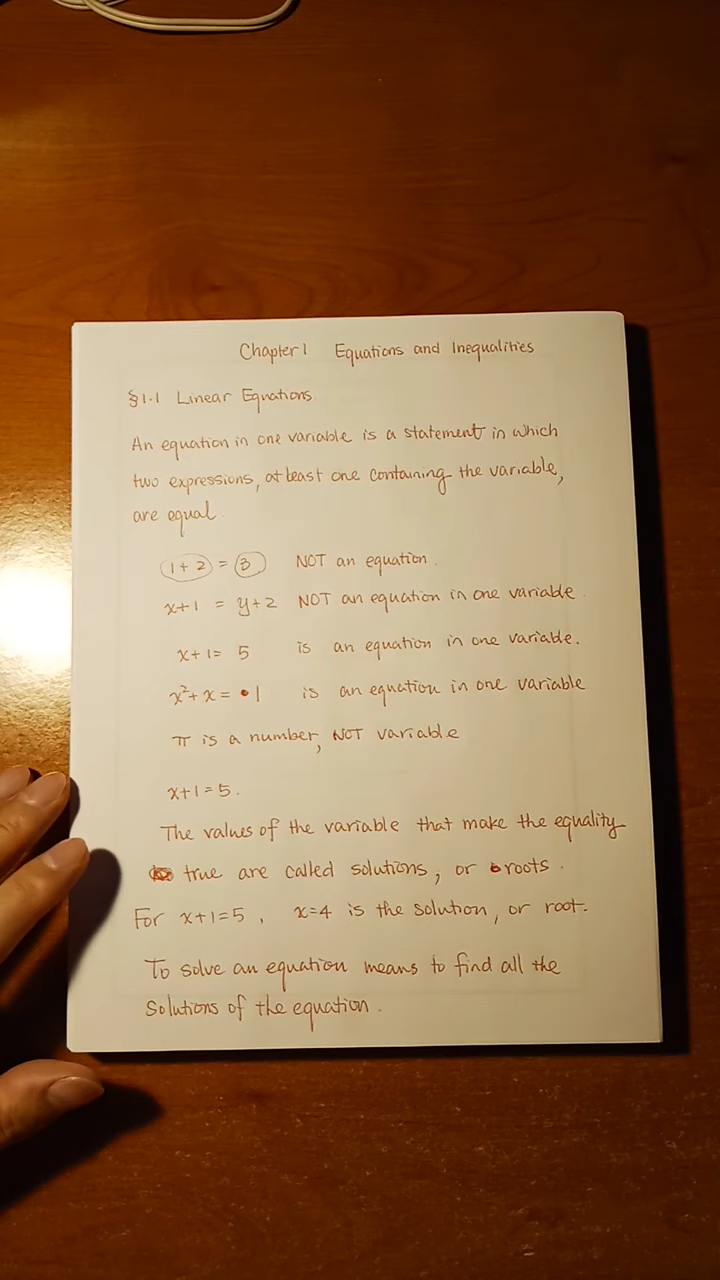 Chapter 1 Equations and Inequalities
§1.1 Linear Equations
An equation in one variable is a statement in which
two expressions, at least one containing the variable,
are equal.
1 + 2 = 3 NOT an equation.
x+1 = y+2 NOT an equation in one variable.
x+1= 5 is an equation in one variable.
x²+x = 1 is an equation in one variable
π is a number, NOT variable
x+1=5.
The values of the variable that make the equality
true are called solutions, or roots.
For x+1=5, x=4 is the solution, or root.
To solve an equation means to find all the
solutions of the equation.